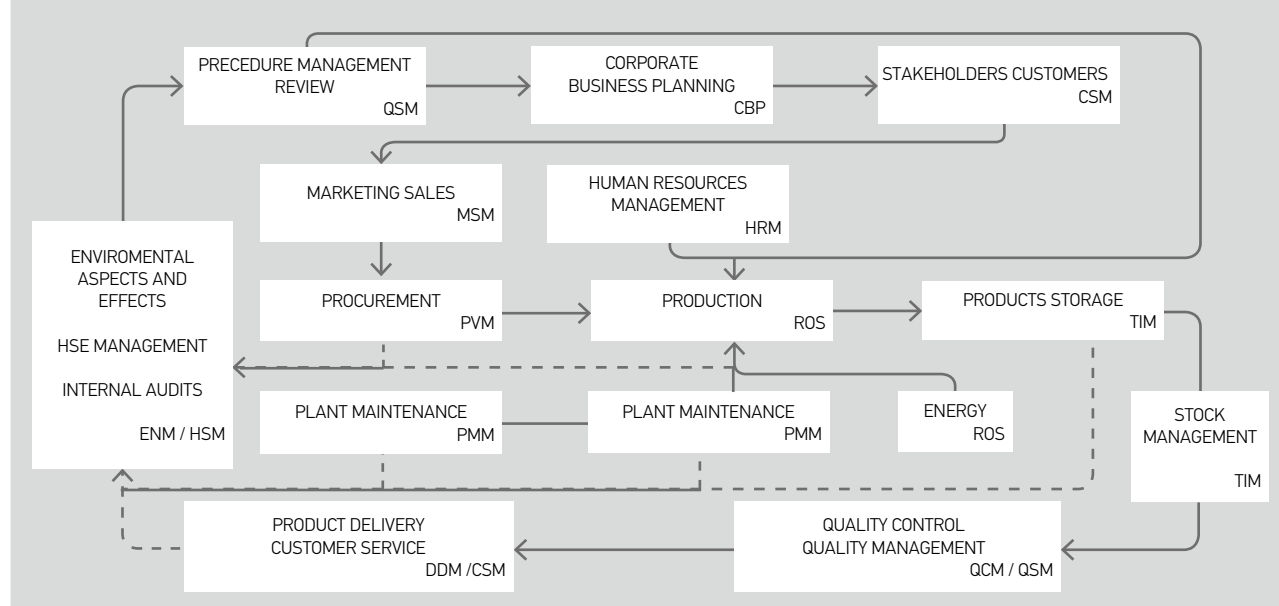 PRECEDURE MANAGEMENT
REVIEW
QSM
CORPORATE
BUSINESS PLANNING
CBP
STAKEHOLDERS CUSTOMERS
CSM
MARKETING SALES
MSM
HUMAN RESOURCES
MANAGEMENT
HRM
ENVIROMENTAL
ASPECTS AND
EFFECTS
HSE MANAGEMENT
INTERNAL AUDITS
ENM / HSM
PROCUREMENT
PVM
PRODUCTION
ROS
PRODUCTS STORAGE
TIM
PLANT MAINTENANCE
PMM
PLANT MAINTENANCE
PMM
ENERGY
ROS
STOCK
MANAGEMENT
TIM
PRODUCT DELIVERY
CUSTOMER SERVICE
DDM /CSM
QUALITY CONTROL
QUALITY MANAGEMENT
QCM / QSM